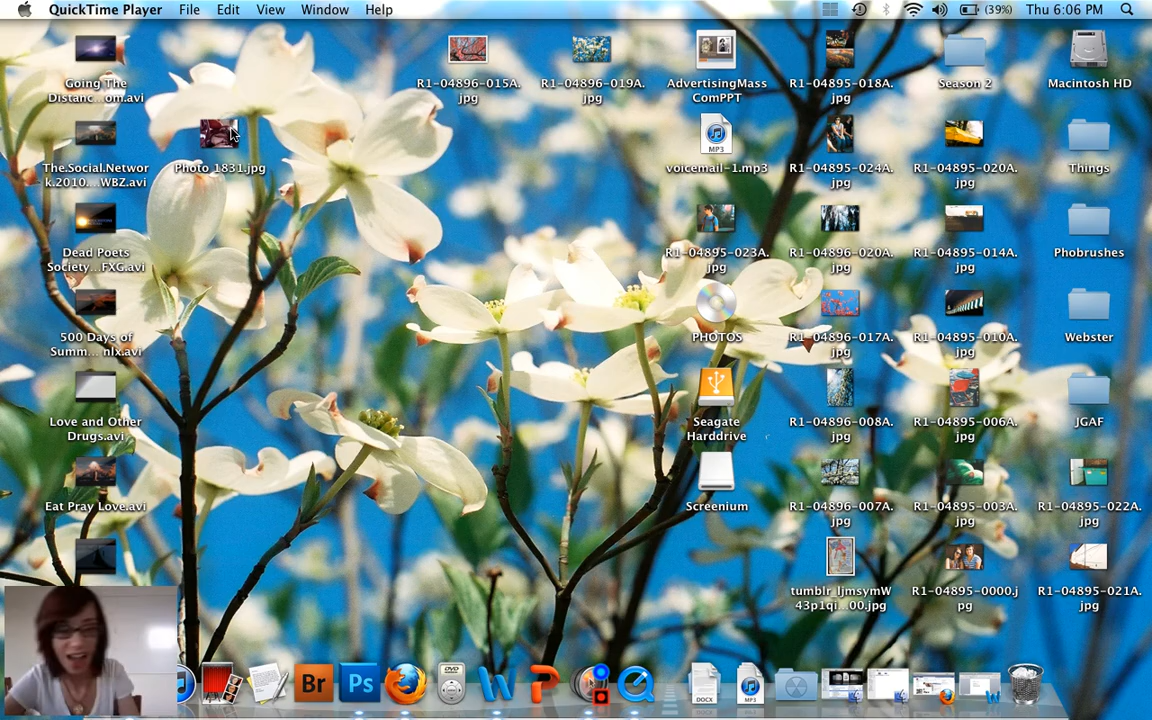 QuickTime Player File Edit View Window Help (39%) Thu 6:06 PM
Going The
Distanc...om.avi
R1-04896-015A.
jpg
R1-04896-019A.
jpg
AdvertisingMass
ComPPT
R1-04895-018A.
jpg
Season 2
Macintosh HD
The.Social.Networ
k.2010....WBZ.avi
Photo 1831.jpg
MP3
voicemail-1.mp3
R1-04895-024A.
jpg
R1-04895-020A.
jpg
Things
Dead Poets
Society...FXG.avi
R1-04895-023A.
jpg
R1-04896-020A.
jpg
R1-04895-014A.
jpg
Phobrushes
500 Days of
Summ....nlx.avi
PHOTOS
R1-04896-017A.
jpg
R1-04895-010A.
jpg
Webster
Love and Other
Drugs.avi
Seagate
Harddrive
R1-04896-008A.
jpg
R1-04895-006A.
jpg
JGAF
Eat Pray Love.avi
Screenium
R1-04896-007A.
jpg
R1-04895-003A.
jpg
R1-04895-022A.
jpg
tumblr_ljmsymW
43p1qi...00.jpg
R1-04895-0000.j
pg
R1-04895-021A.
jpg
Br Ps DVD W P DOCX MP3